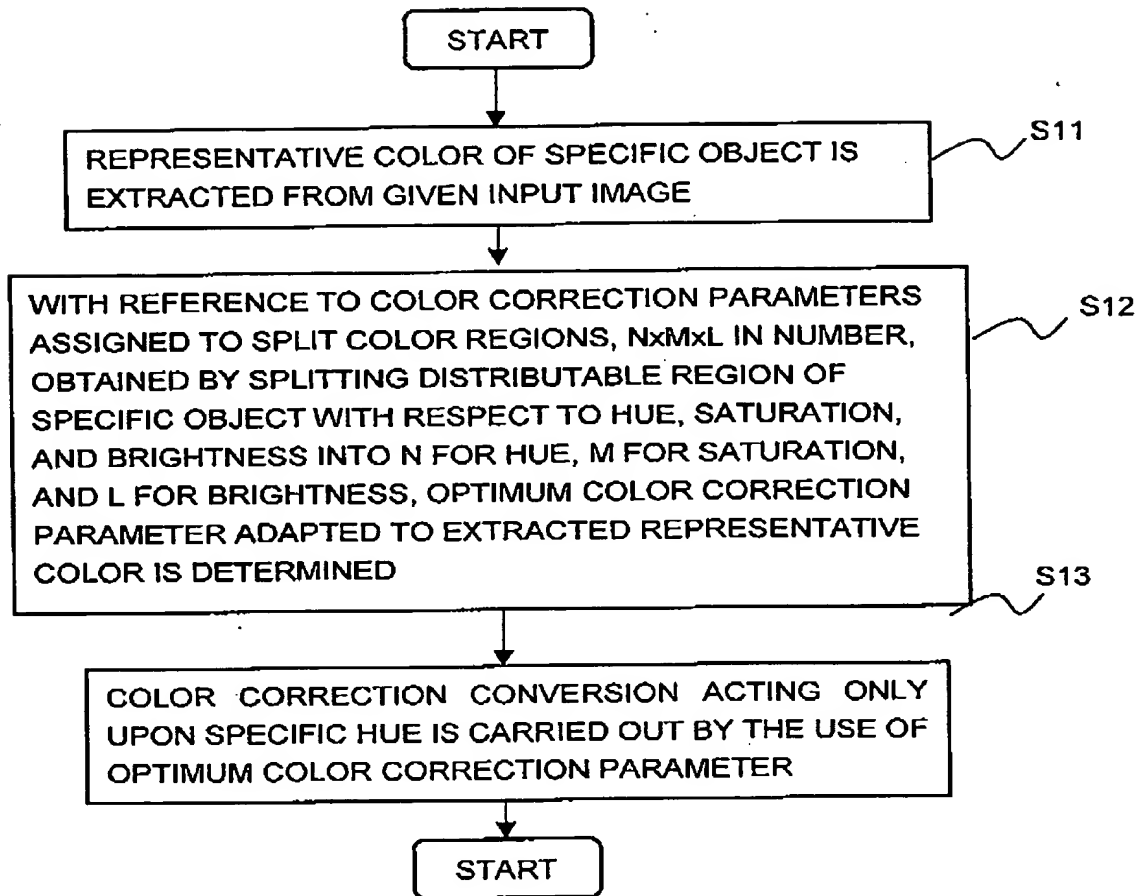 START
S11
REPRESENTATIVE COLOR OF SPECIFIC OBJECT IS
EXTRACTED FROM GIVEN INPUT IMAGE
S12
WITH REFERENCE TO COLOR CORRECTION PARAMETERS
ASSIGNED TO SPLIT COLOR REGIONS, NxMxL IN NUMBER,
OBTAINED BY SPLITTING DISTRIBUTABLE REGION OF
SPECIFIC OBJECT WITH RESPECT TO HUE, SATURATION,
AND BRIGHTNESS INTO N FOR HUE, M FOR SATURATION,
AND L FOR BRIGHTNESS, OPTIMUM COLOR CORRECTION
PARAMETER ADAPTED TO EXTRACTED REPRESENTATIVE
COLOR IS DETERMINED
S13
COLOR CORRECTION CONVERSION ACTING ONLY
UPON SPECIFIC HUE IS CARRIED OUT BY THE USE OF
OPTIMUM COLOR CORRECTION PARAMETER
START